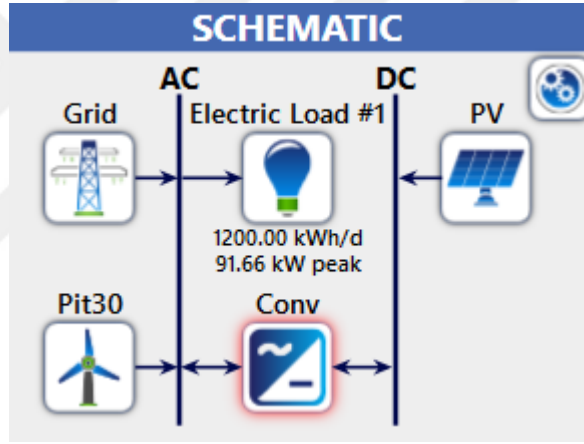 SCHEMATIC
AC DC
Grid Electric Load #1 PV
1200.00 kWh/d
91.66 kW peak
Pit30 Conv